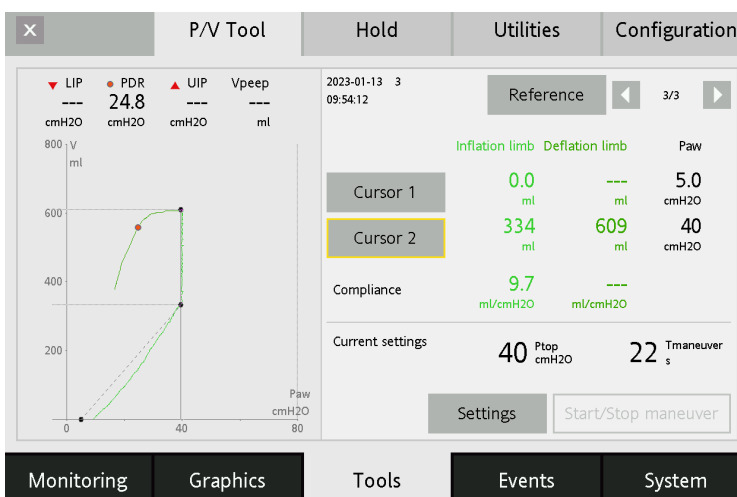 X P/V Tool Hold Utilities Configuration
LIP PDR UIP Vpeep
--- 24.8 --- ---
cmH2O cmH2O cmH2O ml
2023-01-13 3
09:54:12
Reference
3/3
Inflation limb Deflation limb Paw
Cursor 1
0.0 --- 5.0
ml ml cmH2O
Cursor 2
334 609 40
ml ml cmH2O
Compliance
9.7 ---
ml/cmH2O ml/cmH2O
Current settings
40 Ptop cmH2O
22 Tmaneuver s
Settings
Start/Stop maneuver
800 V
ml
600
400
200
Paw
cmH2O
0 40 80
Monitoring Graphics Tools Events System